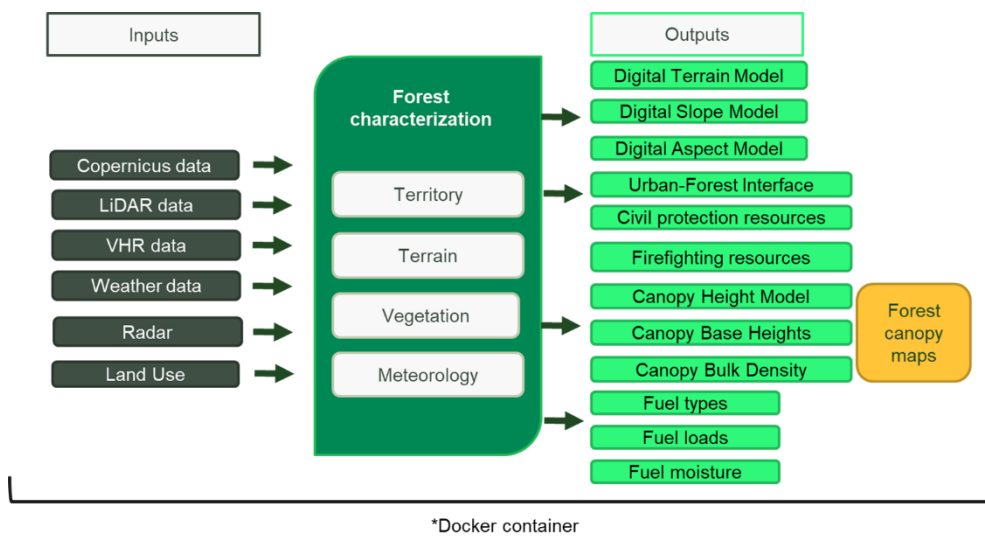 Inputs
Outputs
Copernicus data
LiDAR data
VHR data
Weather data
Radar
Land Use
Forest
characterization
Territory
Terrain
Vegetation
Meteorology
Digital Terrain Model
Digital Slope Model
Digital Aspect Model
Urban-Forest Interface
Civil protection resources
Firefighting resources
Canopy Height Model
Canopy Base Heights
Canopy Bulk Density
Fuel types
Fuel loads
Fuel moisture
Forest
canopy
maps
*Docker container